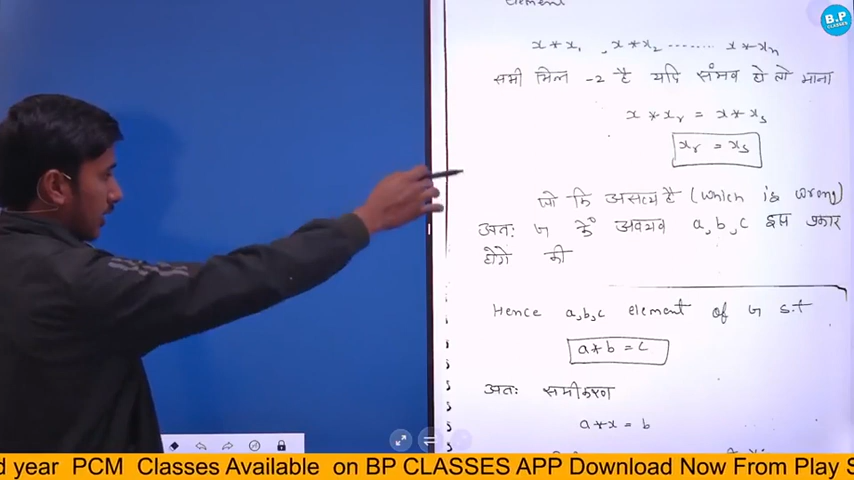 B.P
CLASSES
element
x*x₁ , x*x₂ ........ x*xₙ
सभी भिन्न -2 है यदि संभव हो तो माना
x*xᵣ = x*xₛ
xᵣ = xₛ
जो कि असत्य है (which is wrong)
अतः G के अवयव a,b,c इस प्रकार
होंगे की
Hence a,b,c element of G s.t
a*b = c
अतः समीकरण
a*x = b
d year PCM Classes Available on BP CLASSES APP Download Now From Play S